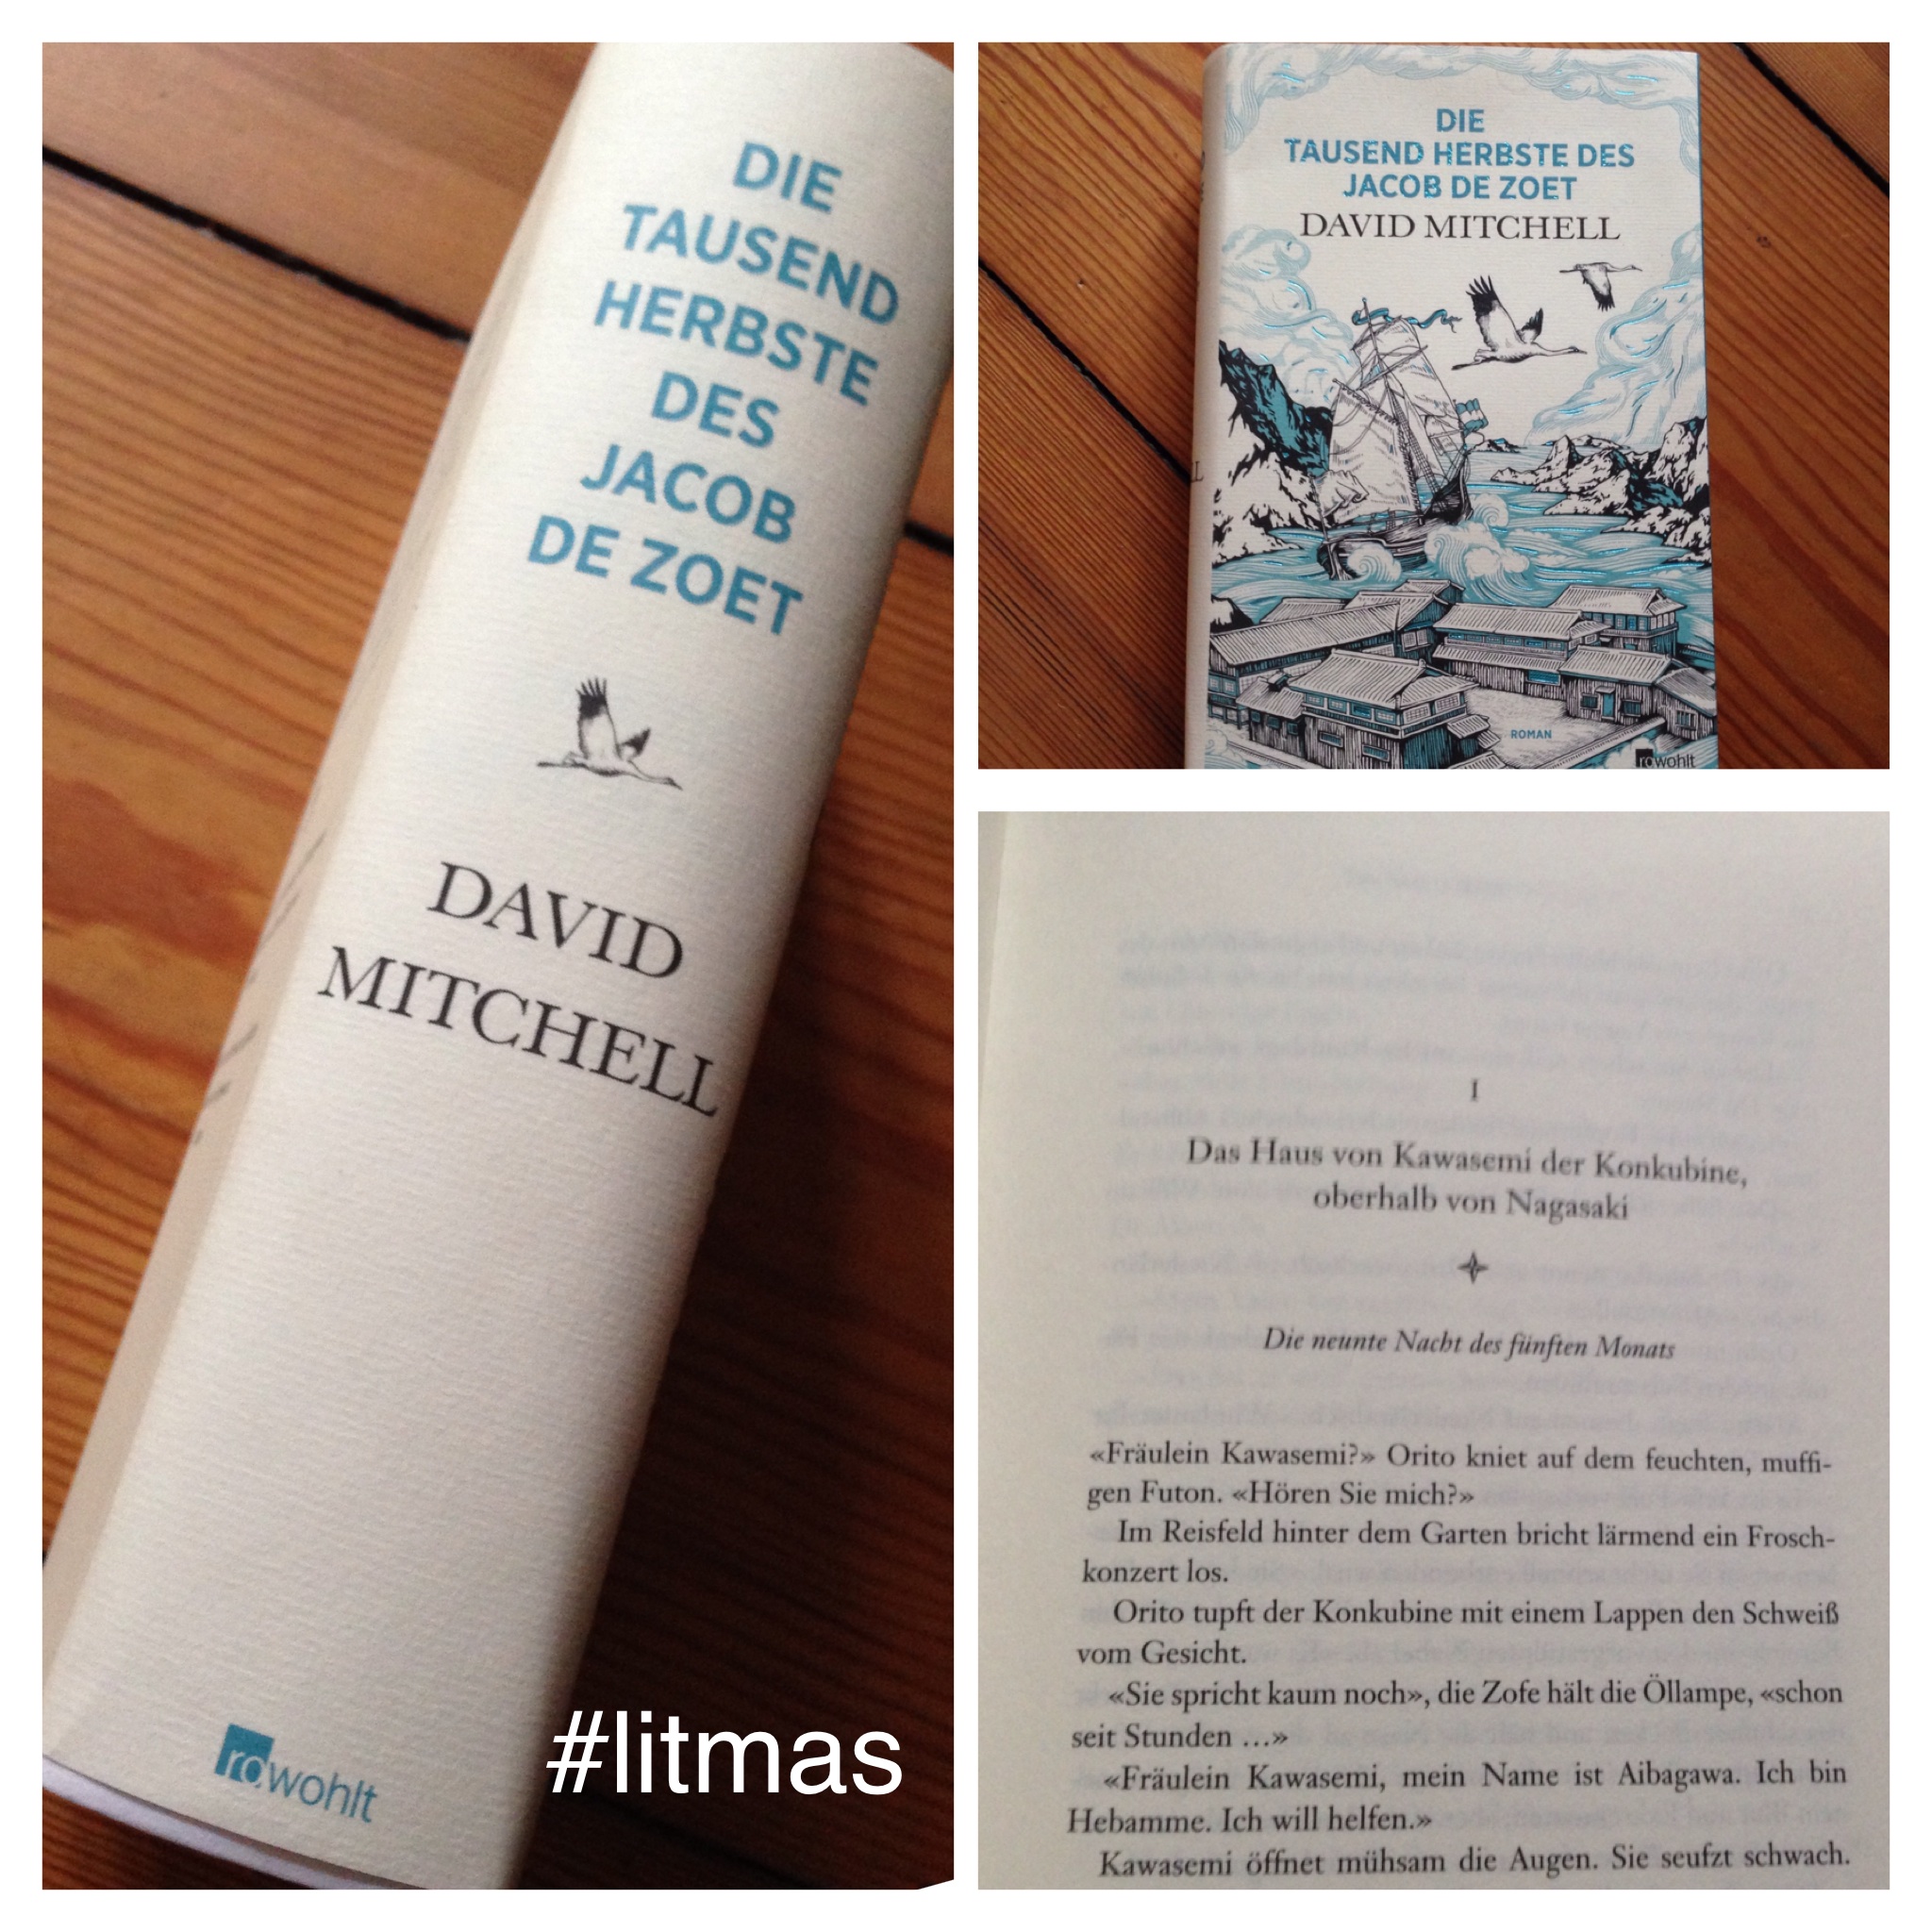 DIE
TAUSEND
HERBSTE
DES
JACOB
DE ZOET
DAVID
MITCHELL
rowohlt
#litmas
DIE
TAUSEND HERBSTE DES
JACOB DE ZOET
DAVID MITCHELL
ROMAN
rowohlt
I
Das Haus von Kawasemi der Konkubine,
oberhalb von Nagasaki
Die neunte Nacht des fünften Monats
«Fräulein Kawasemi?» Orito kniet auf dem feuchten, muffi-
gen Futon. «Hören Sie mich?»
Im Reisfeld hinter dem Garten bricht lärmend ein Frosch-
konzert los.
Orito tupft der Konkubine mit einem Lappen den Schweiß
vom Gesicht.
«Sie spricht kaum noch», die Zofe hält die Öllampe, «schon
seit Stunden …»
«Fräulein Kawasemi, mein Name ist Aibagawa. Ich bin
Hebamme. Ich will helfen.»
Kawasemi öffnet mühsam die Augen. Sie seufzt schwach.